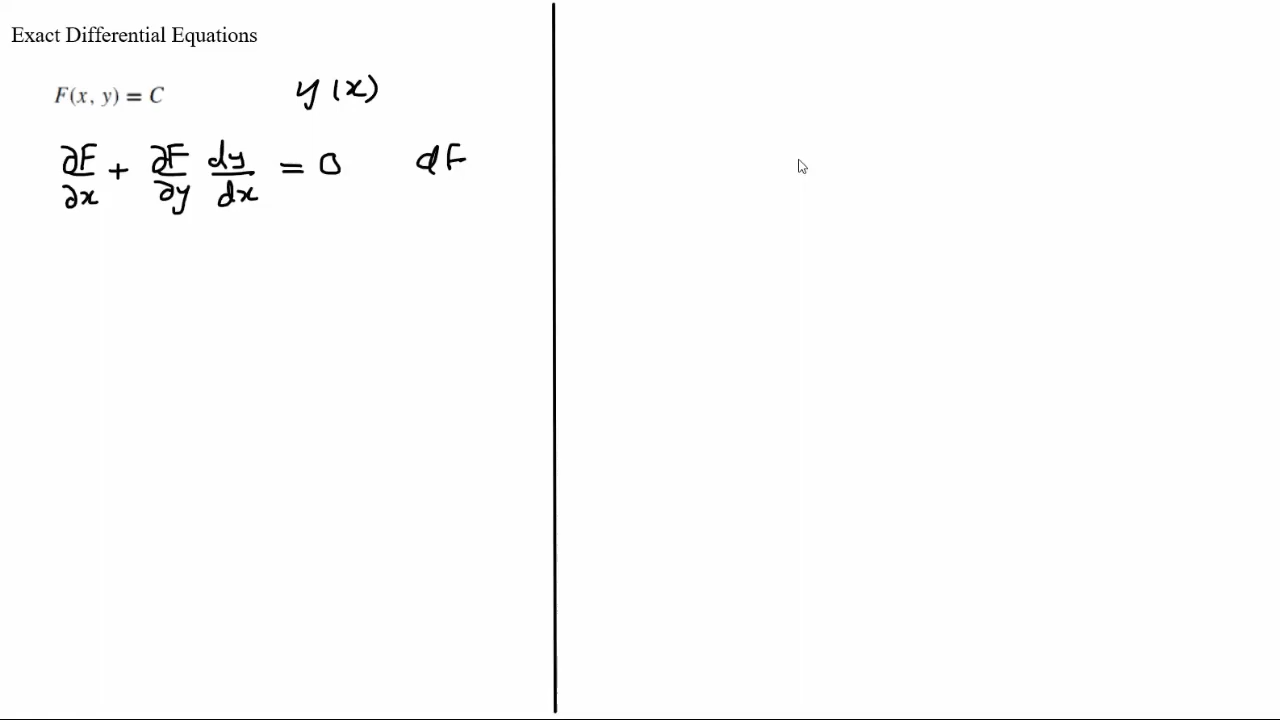 Exact Differential Equations
F(x, y) = C y(x)
∂F/∂x + ∂F/∂y dy/dx = 0 dF